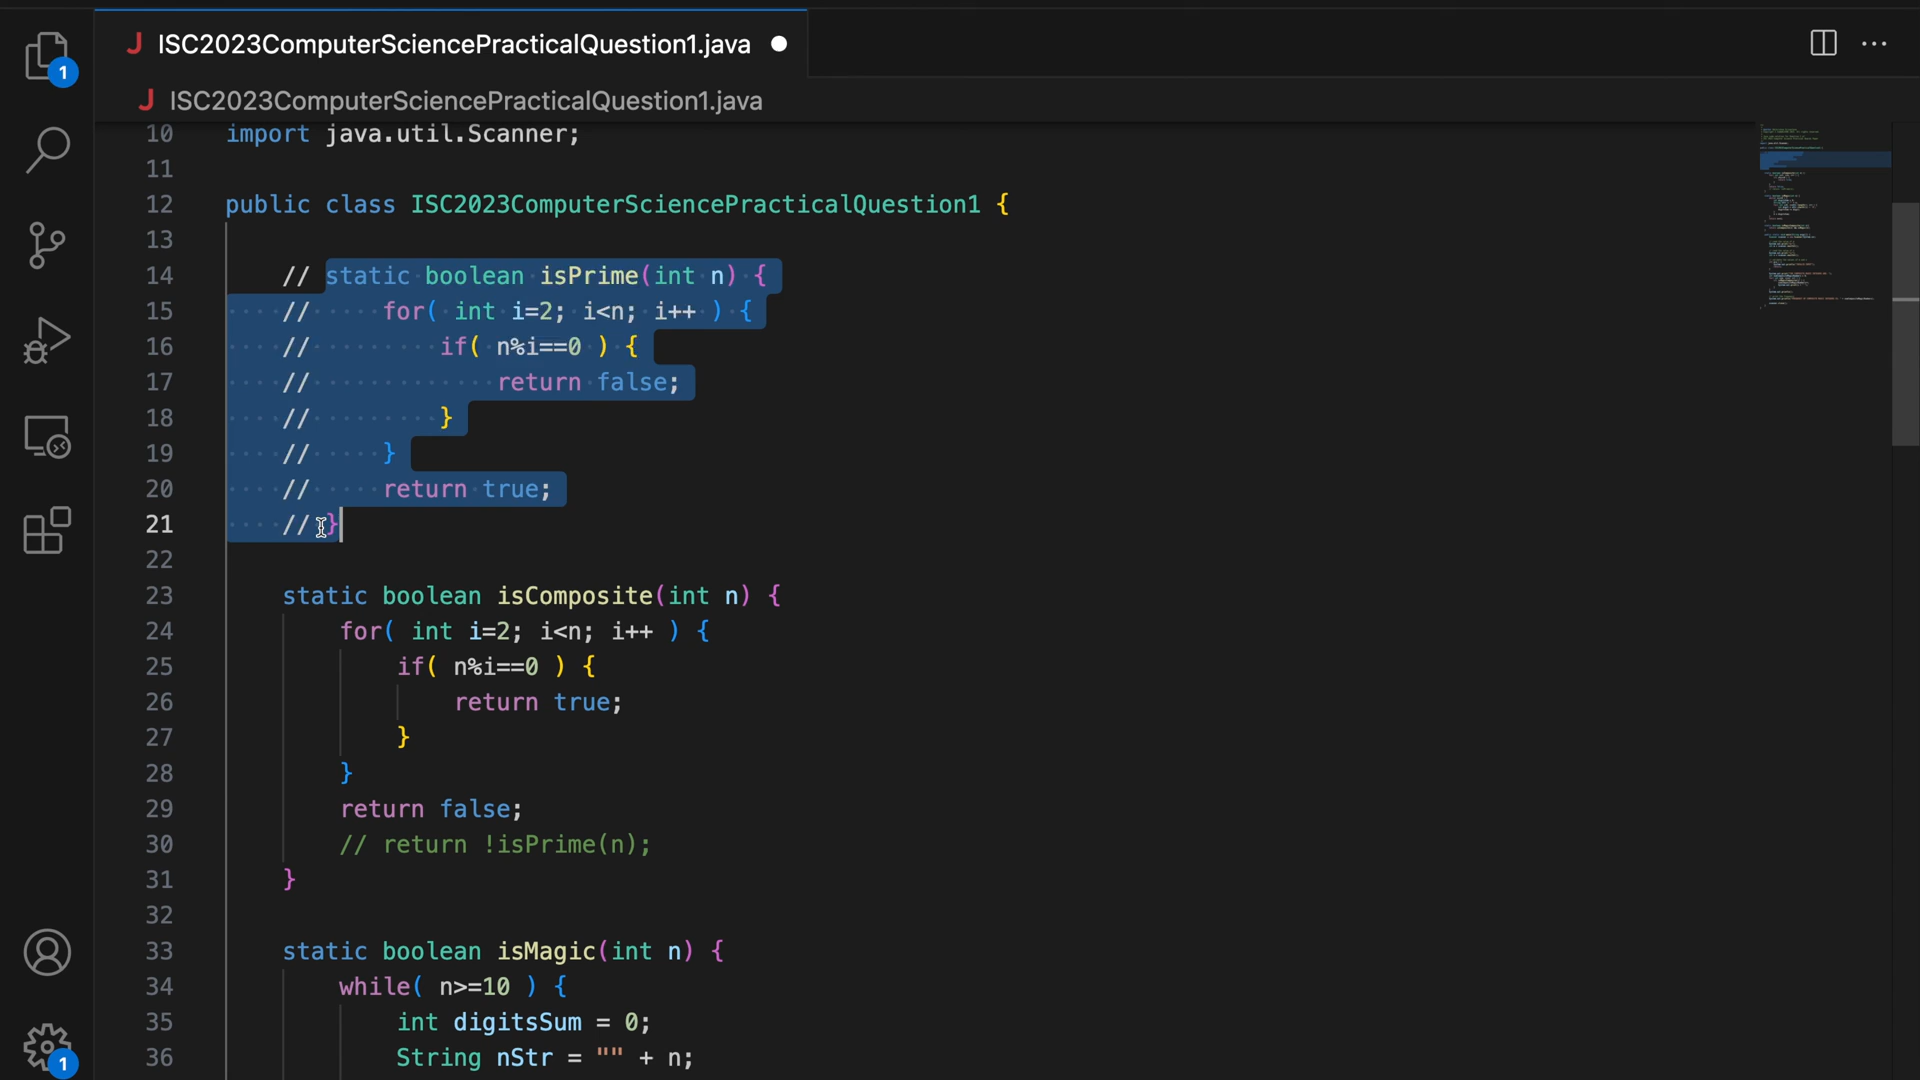 J ISC2023ComputerSciencePracticalQuestion1.java
J ISC2023ComputerSciencePracticalQuestion1.java
1
10 import java.util.Scanner;
11
12 public class ISC2023ComputerSciencePracticalQuestion1 {
13
14 // static boolean isPrime(int n) {
15 // for( int i=2; i<n; i++ ) {
16 // if( n%i==0 ) {
17 // return false;
18 // }
19 // }
20 // return true;
21 // }
22
23 static boolean isComposite(int n) {
24 for( int i=2; i<n; i++ ) {
25 if( n%i==0 ) {
26 return true;
27 }
28 }
29 return false;
30 // return !isPrime(n);
31 }
32
33 static boolean isMagic(int n) {
34 while( n>=10 ) {
35 int digitsSum = 0;
36 String nStr = "" + n;
1